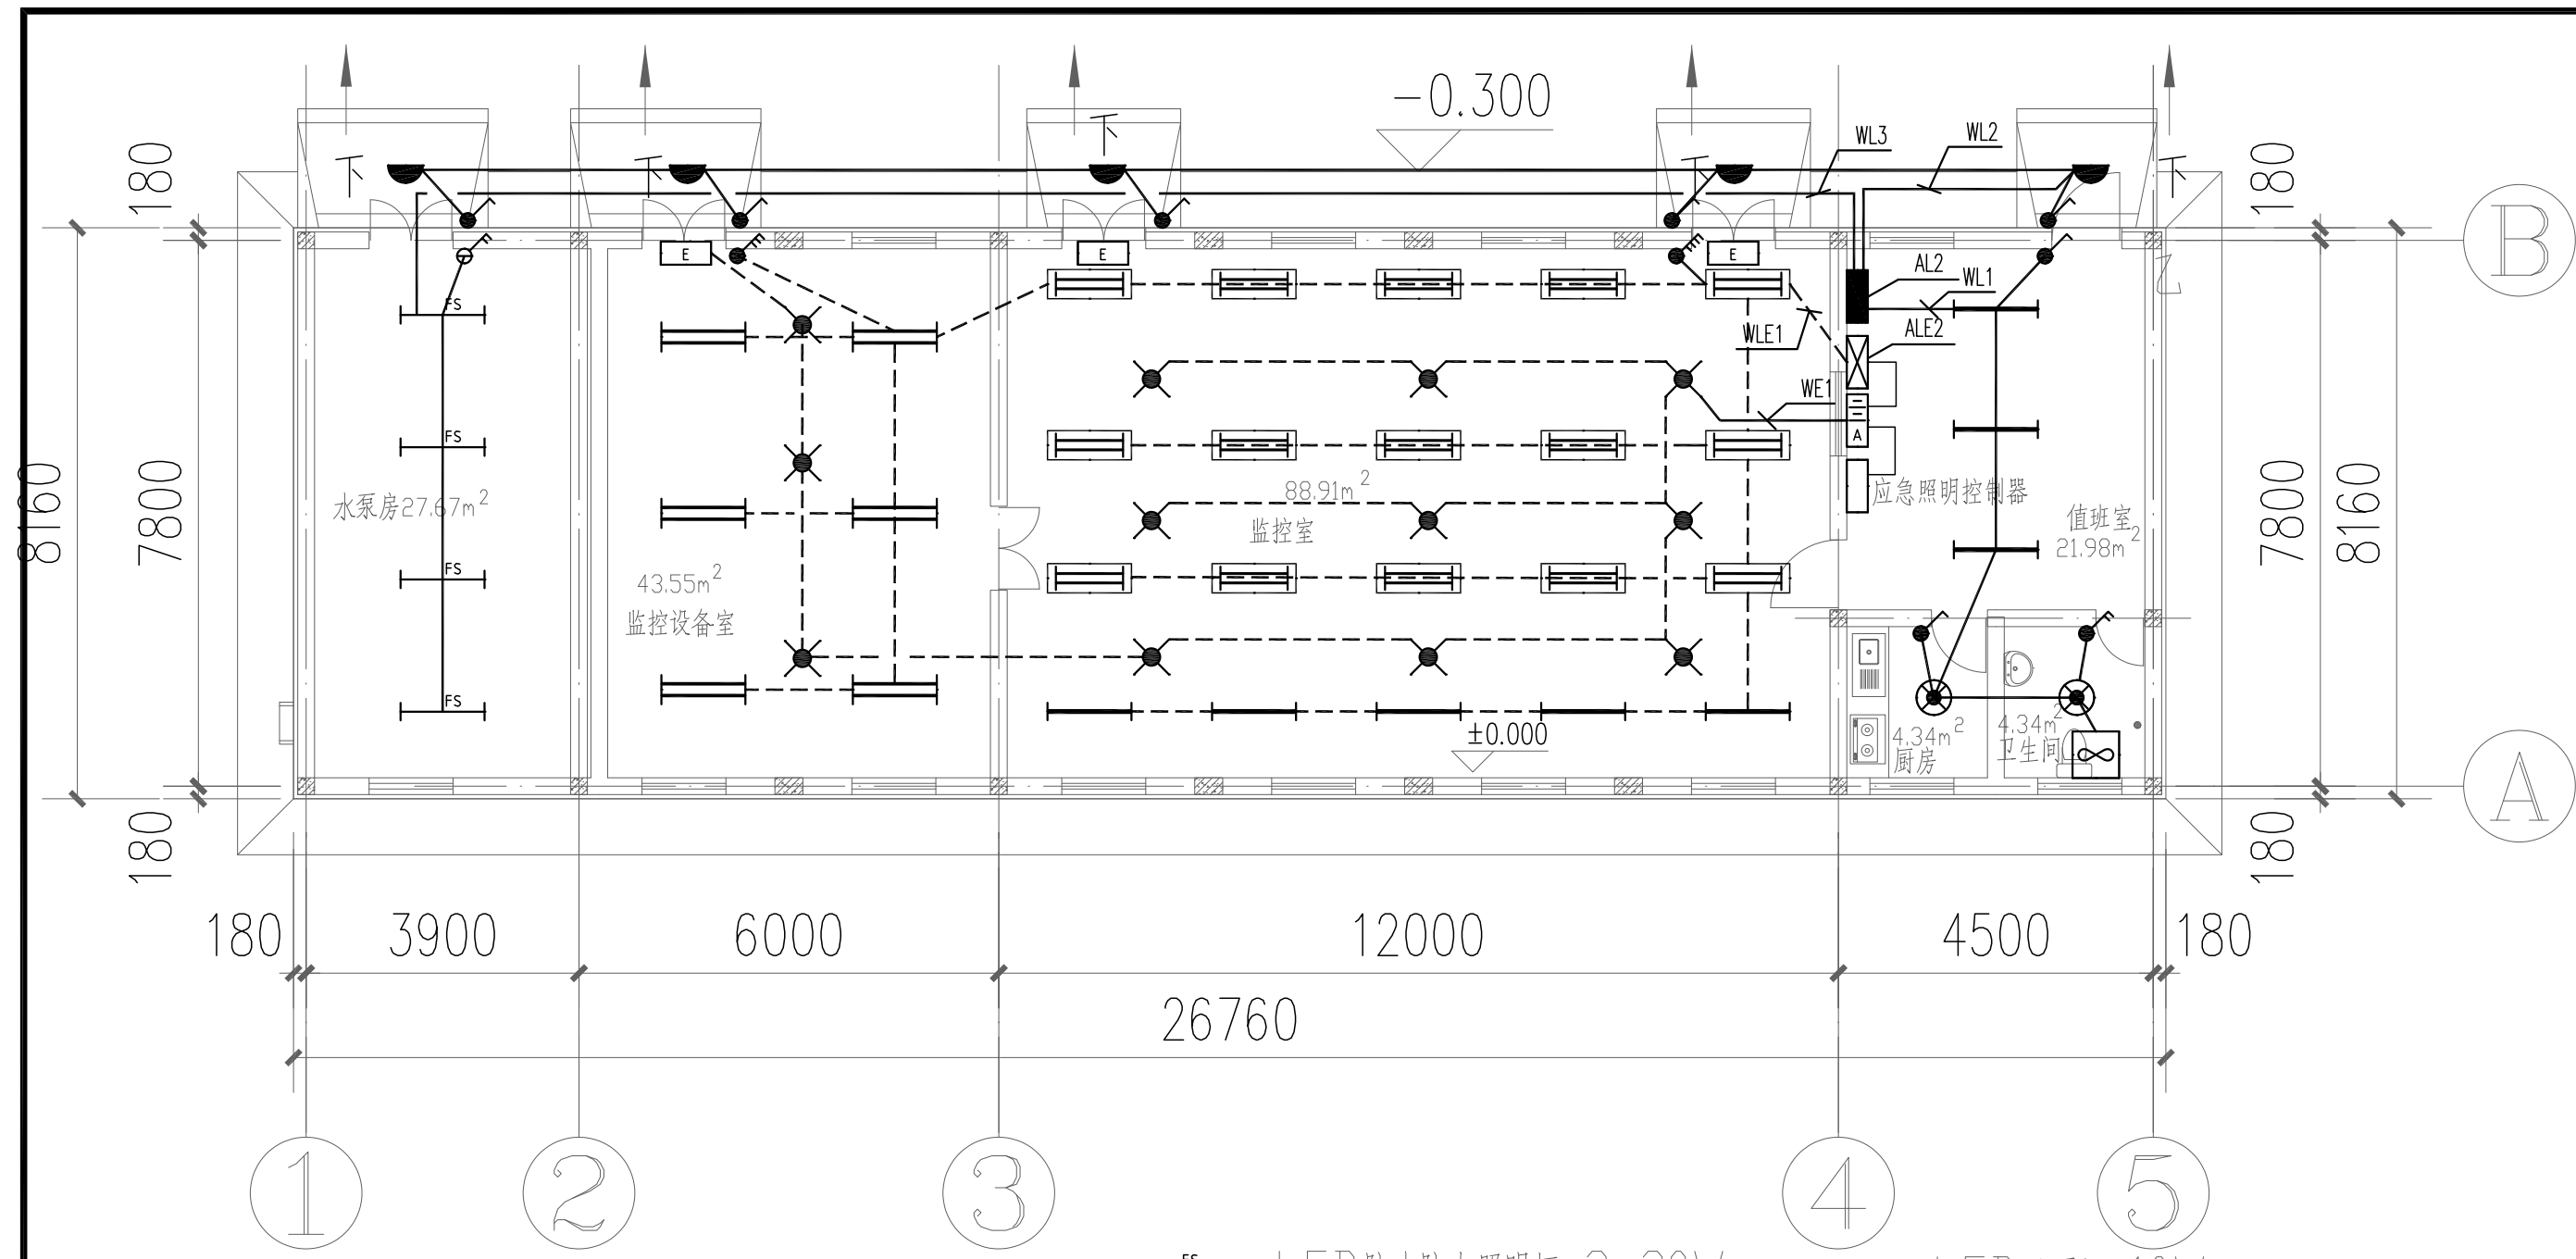 -0.300
WL3
WL2
下
下
下
下
下
180
180
B
E
E
E
AL2
WL1
ALE2
WLE1
WE1
A
FS
FS
FS
FS
水泵房27.67m²
43.55m²
监控设备室
88.91m²
监控室
应急照明控制器
值班室
21.98m²
8160
7800
7800
8160
4.34m²
厨房
4.34m²
卫生间
±0.000
A
180
180
180
3900
6000
12000
4500
180
26760
1
2
3
4
5
FS